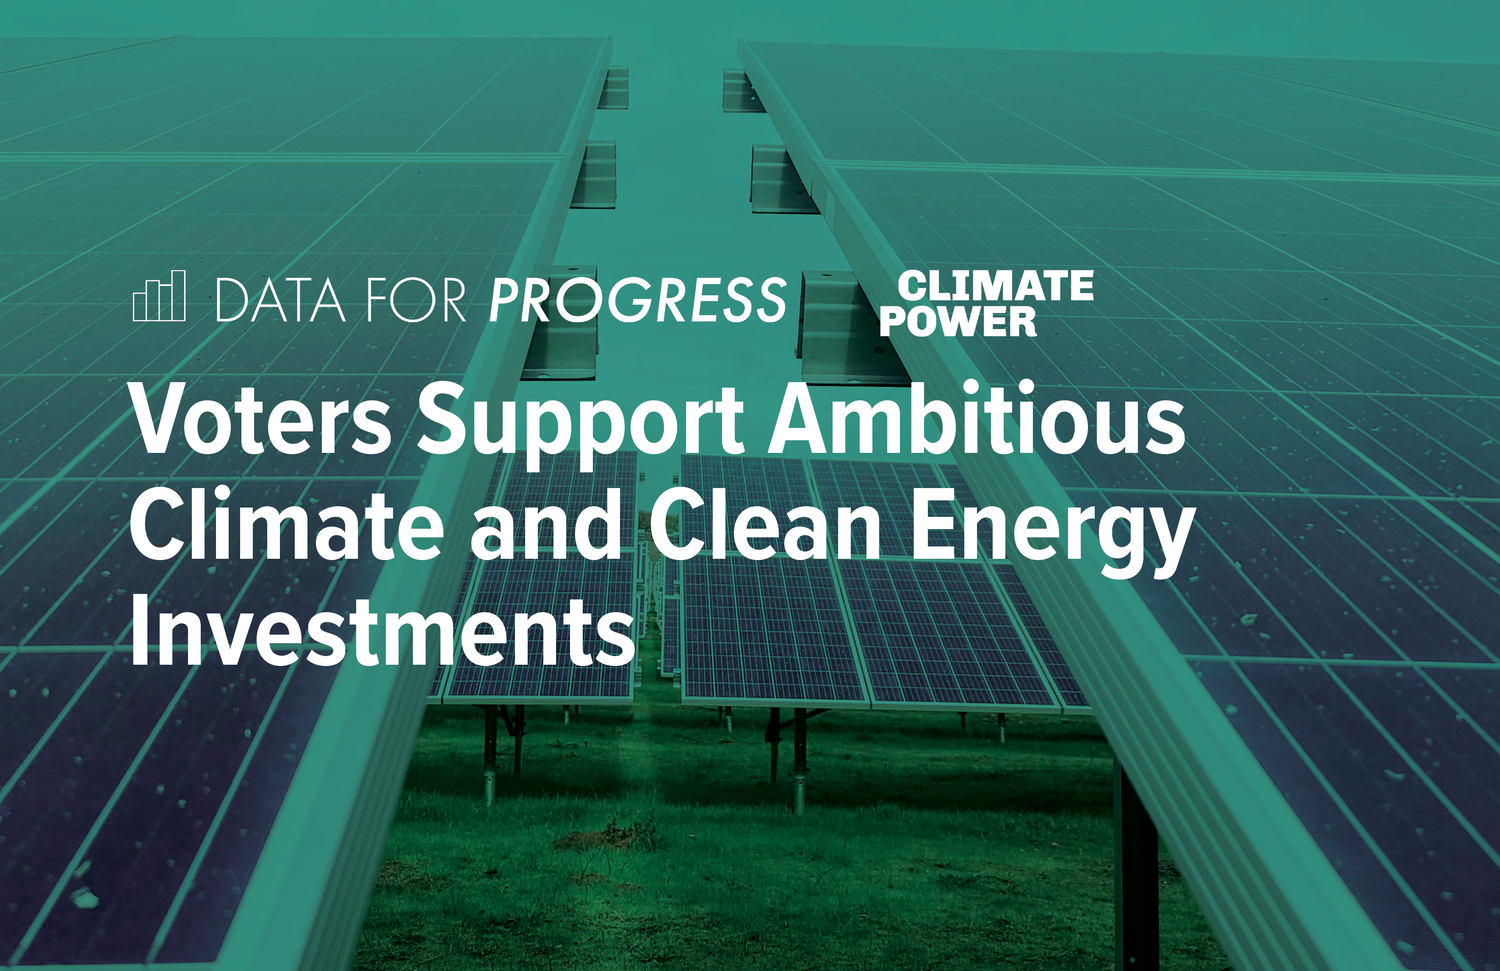 DATA FOR PROGRESS
CLIMATE
POWER
Voters Support Ambitious
Climate and Clean Energy
Investments